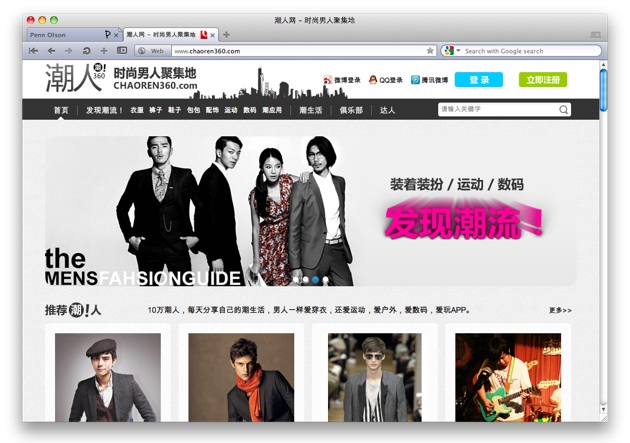 潮人网 - 时尚男人聚集地
Penn Olson
潮人网 - 时尚男人聚集地
Web
www.chaoren360.com
Search with Google search
潮人 潮! 360
时尚男人聚集地
CHAOREN360.com
微博登录 QQ登录 腾讯微博 登 录 立即注册
首页 发现潮流! 衣服 裤子 鞋子 包包 配饰 运动 数码 潮应用 潮生活 俱乐部 达人 请输入关键字
装着装扮 / 运动 / 数码
发现潮流!
the
MENSFAHSIONGUIDE
推荐潮!人 10万潮人，每天分享自己的潮生活，男人一样爱穿衣，还爱运动，爱户外，爱数码，爱玩APP。 更多>>